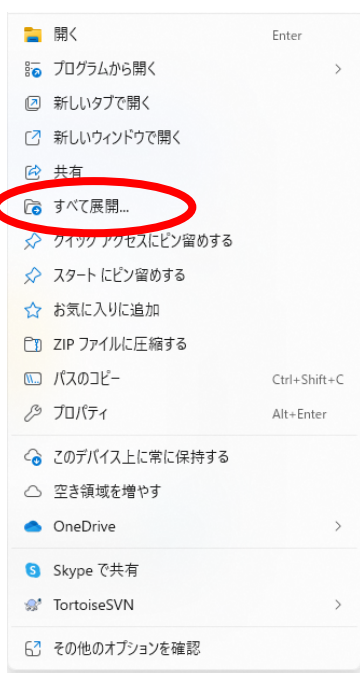 開く Enter
プログラムから開く
新しいタブで開く
新しいウィンドウで開く
共有
すべて展開...
クイック アクセスにピン留めする
スタート にピン留めする
お気に入りに追加
ZIP ファイルに圧縮する
パスのコピー Ctrl+Shift+C
プロパティ Alt+Enter
このデバイス上に常に保持する
空き領域を増やす
OneDrive
Skype で共有
TortoiseSVN
その他のオプションを確認